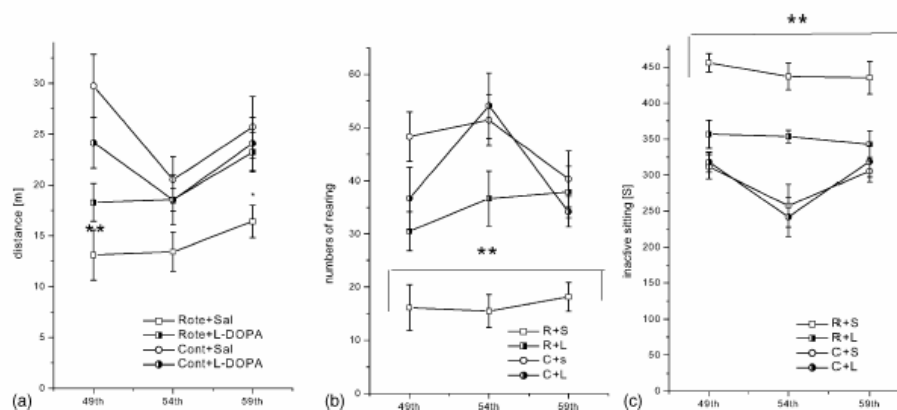 distance [m]
30
25
20
15
10
5
0
**
*
Rote+Sal
Rote+L-DOPA
Cont+Sal
Cont+L-DOPA
49th
54th
59th
(a)
numbers of rearing
60
50
40
30
20
10
0
**
R+S
R+L
C+s
C+L
49th
54th
59th
(b)
inactive sitting [S]
**
450
400
350
300
250
200
150
100
50
0
R+S
R+L
C+S
C+L
49th
54th
59th
(c)